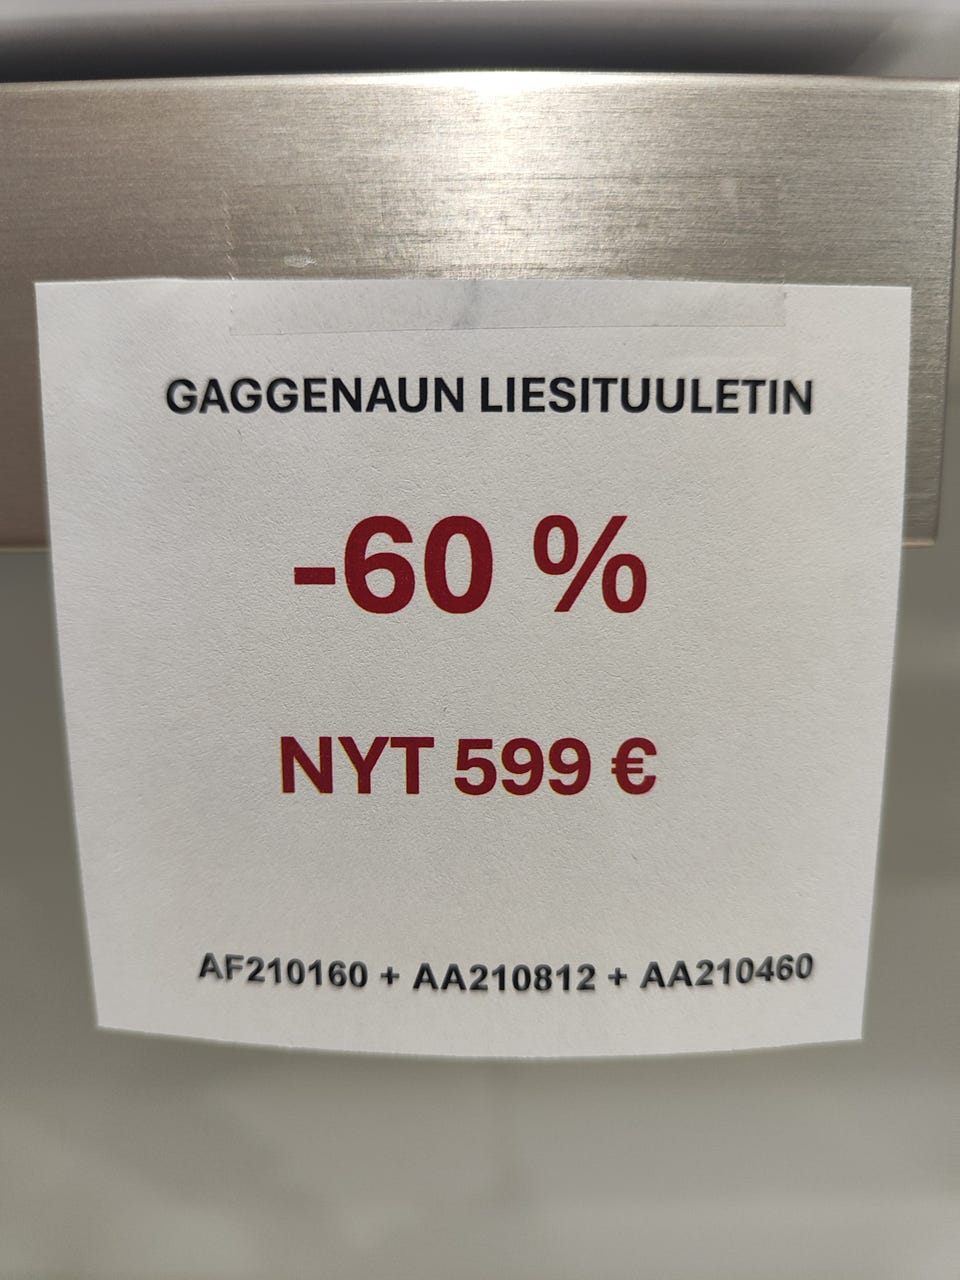 GAGGENAUN LIESITUULETIN
-60 %
NYT 599 €
AF210160 + AA210812 + AA210460